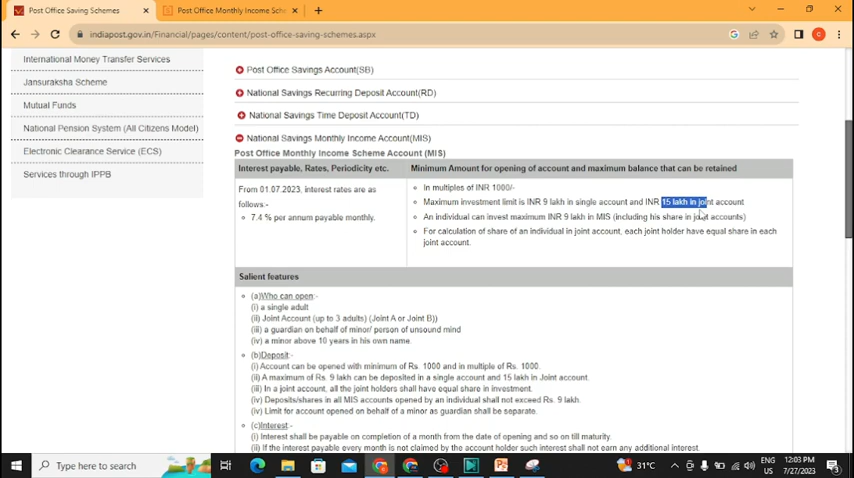 Post Office Saving Schemes
Post Office Monthly Income Sch
indiapost.gov.in/Financial/pages/content/post-office-saving-schemes.aspx
International Money Transfer Services
Jansuraksha Scheme
Mutual Funds
National Pension System (All Citizens Model)
Electronic Clearance Service (ECS)
Services through IPPB
Post Office Savings Account(SB)
National Savings Recurring Deposit Account(RD)
National Savings Time Deposit Account(TD)
National Savings Monthly Income Account(MIS)
Post Office Monthly Income Scheme Account (MIS)
Interest payable, Rates, Periodicity etc.
Minimum Amount for opening of account and maximum balance that can be retained
From 01.07.2023, interest rates are as
follows:-
7.4 % per annum payable monthly.
In multiples of INR 1000/-
Maximum investment limit is INR 9 lakh in single account and INR 15 lakh in joint account
An individual can invest maximum INR 9 lakh in MIS (including his share in joint accounts)
For calculation of share of an individual in joint account, each joint holder have equal share in each
joint account.
Salient features
(a)Who can open:-
(i) a single adult
(ii) Joint Account (up to 3 adults) (Joint A or Joint B))
(iii) a guardian on behalf of minor/ person of unsound mind
(iv) a minor above 10 years in his own name.
(b)Deposit:-
(i) Account can be opened with minimum of Rs. 1000 and in multiple of Rs. 1000.
(ii) A maximum of Rs. 9 lakh can be deposited in a single account and 15 lakh in Joint account.
(iii) In a joint account, all the joint holders shall have equal share in investment.
(iv) Deposits/shares in all MIS accounts opened by an individual shall not exceed Rs. 9 lakh.
(iv) Limit for account opened on behalf of a minor as guardian shall be separate.
(c)Interest:-
(i) Interest shall be payable on completion of a month from the date of opening and so on till maturity.
(ii) If the interest payable every month is not claimed by the account holder such interest shall not earn any additional interest.
Type here to search
31°C
ENG
US
12:03 PM
7/27/2023
3